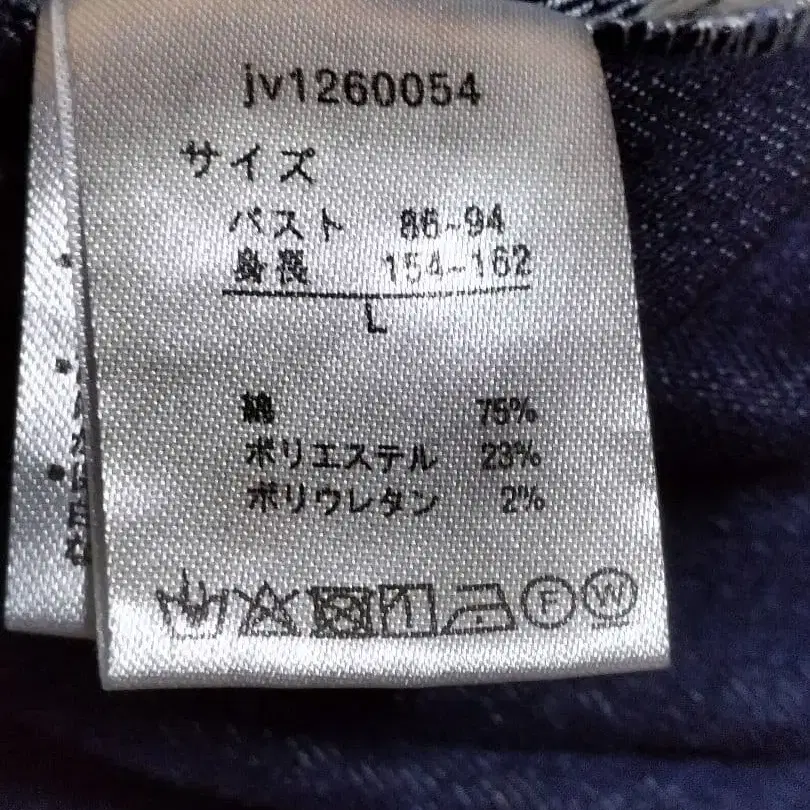 jv1260054
サイズ
バスト 86~94
身長 154~162
L
綿 75%
ポリエステル 23%
ポリウレタン 2%
F W